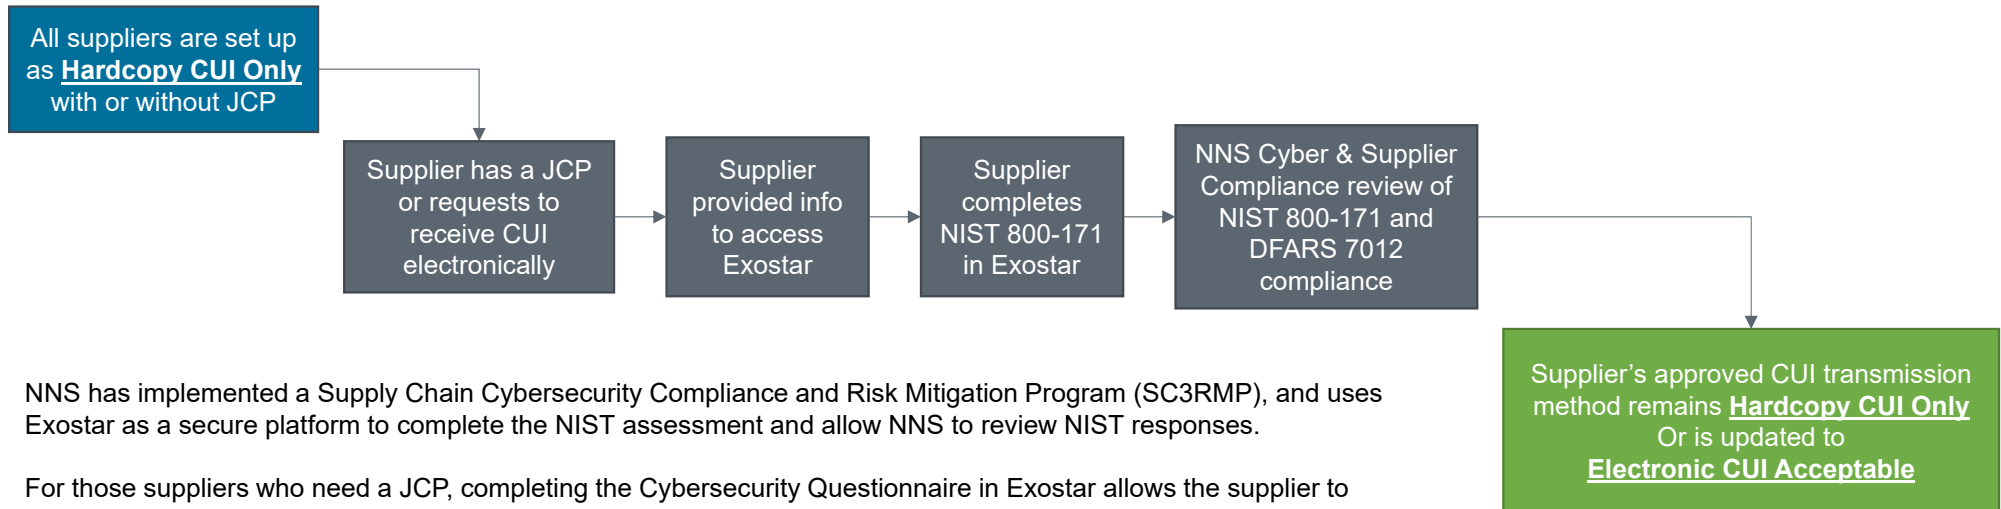 All suppliers are set up
as Hardcopy CUI Only
with or without JCP
Supplier has a JCP
or requests to
receive CUI
electronically
Supplier
provided info
to access
Exostar
Supplier
completes
NIST 800-171
in Exostar
NNS Cyber & Supplier
Compliance review of
NIST 800-171 and
DFARS 7012
compliance
Supplier’s approved CUI transmission
method remains Hardcopy CUI Only
Or is updated to
Electronic CUI Acceptable
NNS has implemented a Supply Chain Cybersecurity Compliance and Risk Mitigation Program (SC3RMP), and uses
Exostar as a secure platform to complete the NIST assessment and allow NNS to review NIST responses.
For those suppliers who need a JCP, completing the Cybersecurity Questionnaire in Exostar allows the supplier to